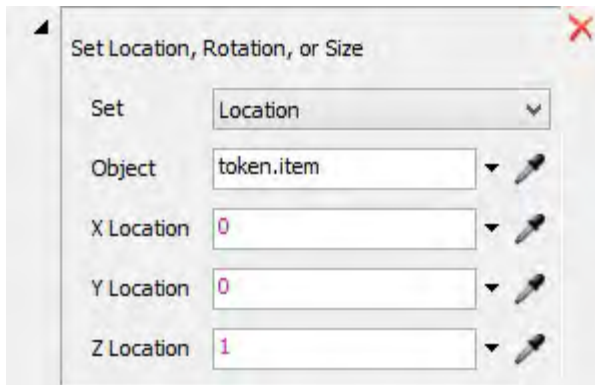 Set Location, Rotation, or Size
Set Location
Object token.item
X Location 0
Y Location 0
Z Location 1